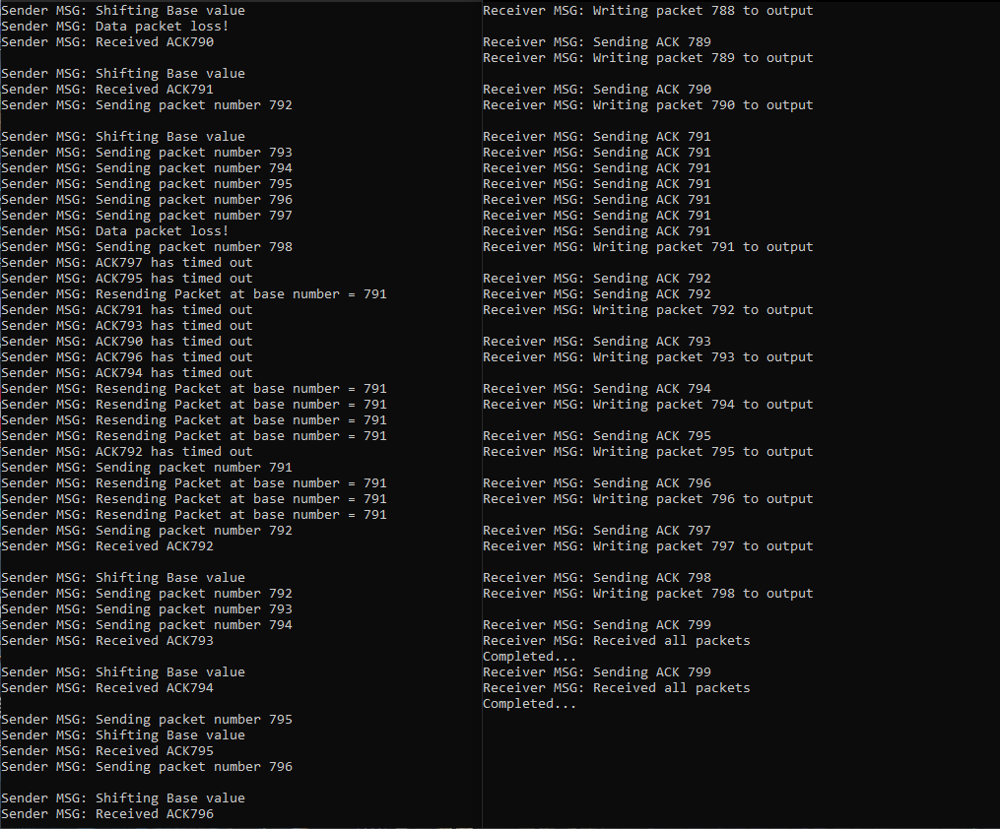 Sender MSG: Shifting Base value
Sender MSG: Data packet loss!
Sender MSG: Received ACK790
Sender MSG: Shifting Base value
Sender MSG: Received ACK791
Sender MSG: Sending packet number 792
Sender MSG: Shifting Base value
Sender MSG: Sending packet number 793
Sender MSG: Sending packet number 794
Sender MSG: Sending packet number 795
Sender MSG: Sending packet number 796
Sender MSG: Sending packet number 797
Sender MSG: Data packet loss!
Sender MSG: Sending packet number 798
Sender MSG: ACK797 has timed out
Sender MSG: ACK795 has timed out
Sender MSG: Resending Packet at base number = 791
Sender MSG: ACK791 has timed out
Sender MSG: ACK793 has timed out
Sender MSG: ACK790 has timed out
Sender MSG: ACK796 has timed out
Sender MSG: ACK794 has timed out
Sender MSG: Resending Packet at base number = 791
Sender MSG: Resending Packet at base number = 791
Sender MSG: Resending Packet at base number = 791
Sender MSG: Resending Packet at base number = 791
Sender MSG: ACK792 has timed out
Sender MSG: Sending packet number 791
Sender MSG: Resending Packet at base number = 791
Sender MSG: Resending Packet at base number = 791
Sender MSG: Resending Packet at base number = 791
Sender MSG: Sending packet number 792
Sender MSG: Received ACK792
Sender MSG: Shifting Base value
Sender MSG: Sending packet number 792
Sender MSG: Sending packet number 793
Sender MSG: Sending packet number 794
Sender MSG: Received ACK793
Sender MSG: Shifting Base value
Sender MSG: Received ACK794
Sender MSG: Sending packet number 795
Sender MSG: Shifting Base value
Sender MSG: Received ACK795
Sender MSG: Sending packet number 796
Sender MSG: Shifting Base value
Sender MSG: Received ACK796
Receiver MSG: Writing packet 788 to output
Receiver MSG: Sending ACK 789
Receiver MSG: Writing packet 789 to output
Receiver MSG: Sending ACK 790
Receiver MSG: Writing packet 790 to output
Receiver MSG: Sending ACK 791
Receiver MSG: Sending ACK 791
Receiver MSG: Sending ACK 791
Receiver MSG: Sending ACK 791
Receiver MSG: Sending ACK 791
Receiver MSG: Sending ACK 791
Receiver MSG: Sending ACK 791
Receiver MSG: Writing packet 791 to output
Receiver MSG: Sending ACK 792
Receiver MSG: Sending ACK 792
Receiver MSG: Writing packet 792 to output
Receiver MSG: Sending ACK 793
Receiver MSG: Writing packet 793 to output
Receiver MSG: Sending ACK 794
Receiver MSG: Writing packet 794 to output
Receiver MSG: Sending ACK 795
Receiver MSG: Writing packet 795 to output
Receiver MSG: Sending ACK 796
Receiver MSG: Writing packet 796 to output
Receiver MSG: Sending ACK 797
Receiver MSG: Writing packet 797 to output
Receiver MSG: Sending ACK 798
Receiver MSG: Writing packet 798 to output
Receiver MSG: Sending ACK 799
Receiver MSG: Received all packets
Completed...
Receiver MSG: Sending ACK 799
Receiver MSG: Received all packets
Completed...